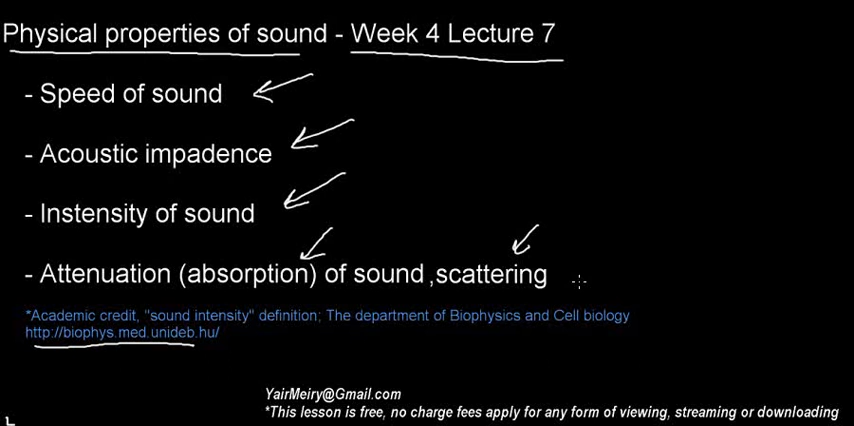 Physical properties of sound - Week 4 Lecture 7
- Speed of sound
- Acoustic impadence
- Instensity of sound
- Attenuation (absorption) of sound ,scattering
*Academic credit, "sound intensity" definition; The department of Biophysics and Cell biology
http://biophys.med.unideb.hu/
YairMeiry@Gmail.com
*This lesson is free, no charge fees apply for any form of viewing, streaming or downloading